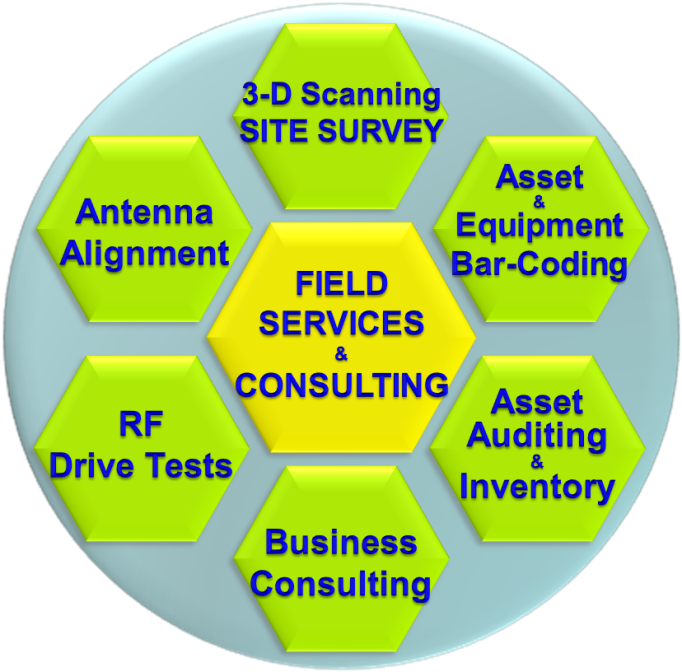 3-D Scanning
SITE SURVEY
Antenna
Alignment
Asset
&
Equipment
Bar-Coding
FIELD
SERVICES
&
CONSULTING
RF
Drive Tests
Asset
Auditing
&
Inventory
Business
Consulting